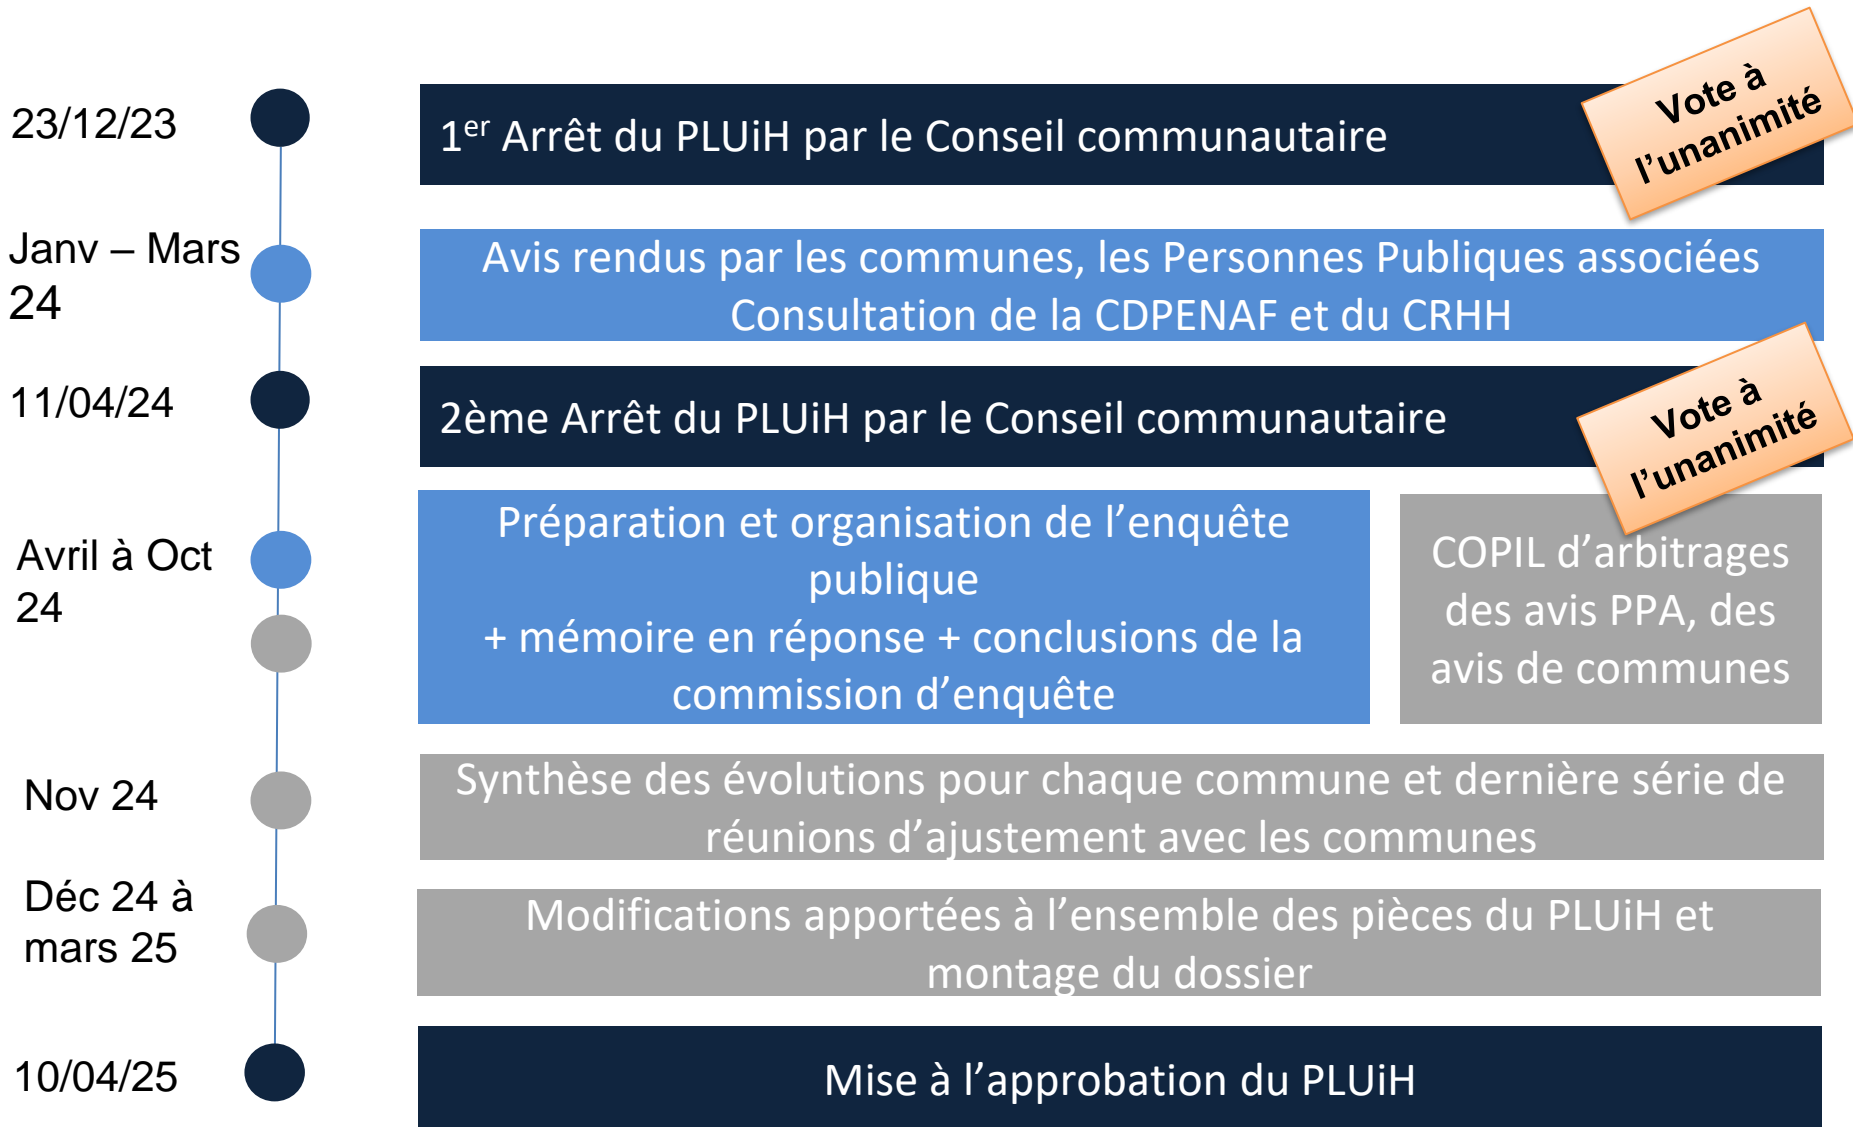 23/12/23
1er Arrêt du PLUiH par le Conseil communautaire
Vote à
l’unanimité
Janv – Mars
24
Avis rendus par les communes, les Personnes Publiques associées
Consultation de la CDPENAF et du CRHH
11/04/24
2ème Arrêt du PLUiH par le Conseil communautaire
Vote à
l’unanimité
Avril à Oct
24
Préparation et organisation de l’enquête
publique
+ mémoire en réponse + conclusions de la
commission d’enquête
COPIL d’arbitrages
des avis PPA, des
avis de communes
Nov 24
Synthèse des évolutions pour chaque commune et dernière série de
réunions d’ajustement avec les communes
Déc 24 à
mars 25
Modifications apportées à l’ensemble des pièces du PLUiH et
montage du dossier
10/04/25
Mise à l’approbation du PLUiH